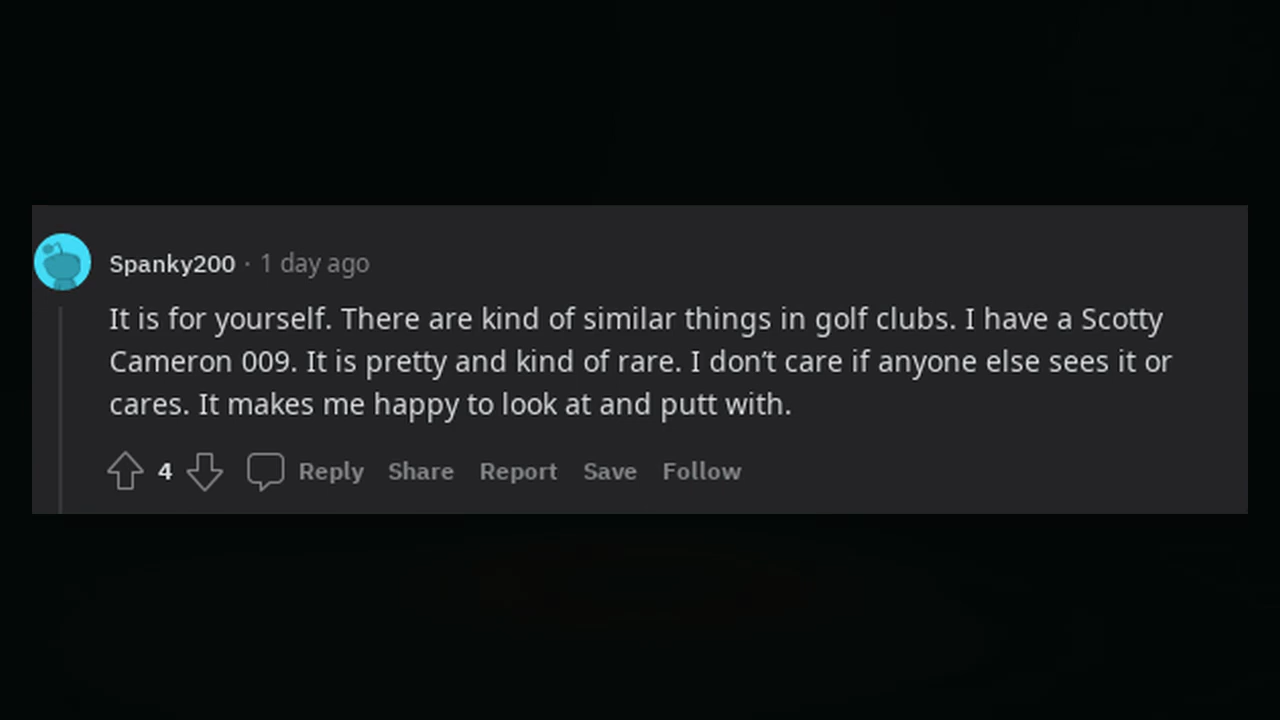 Spanky200 · 1 day ago
It is for yourself. There are kind of similar things in golf clubs. I have a Scotty
Cameron 009. It is pretty and kind of rare. I don’t care if anyone else sees it or
cares. It makes me happy to look at and putt with.
4 Reply Share Report Save Follow